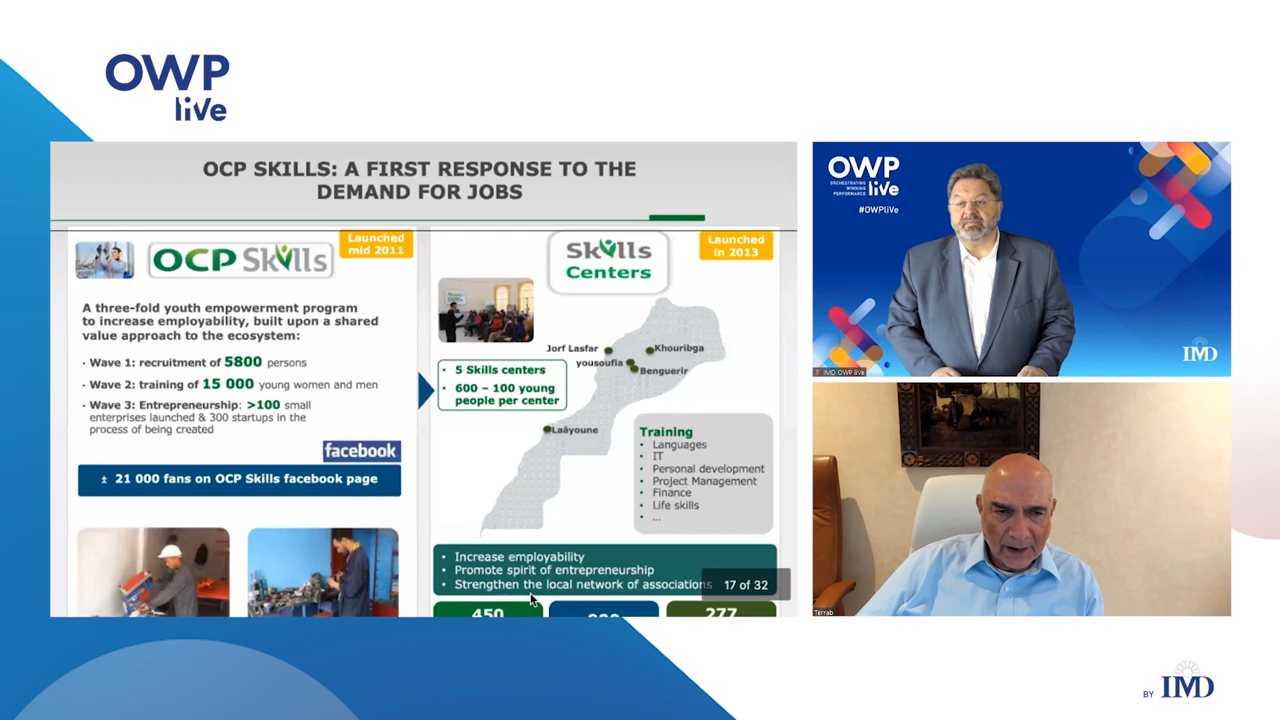 OWP
liVe
OCP SKILLS: A FIRST RESPONSE TO THE
DEMAND FOR JOBS
OCP Skills
Launched
mid 2011
A three-fold youth empowerment program
to increase employability, built upon a shared
value approach to the ecosystem:
· Wave 1: recruitment of 5800 persons
· Wave 2: training of 15 000 young women and men
· Wave 3: Entrepreneurship: >100 small
enterprises launched & 300 startups in the
process of being created
facebook
± 21 000 fans on OCP Skills facebook page
Skills
Centers
Launched
in 2013
Jorf Lasfar
Khouribga
yousoufia
Benguerir
Laâyoune
• 5 Skills centers
• 600 – 100 young
people per center
Training
• Languages
• IT
• Personal development
• Project Management
• Finance
• Life skills
• ...
• Increase employability
• Promote spirit of entrepreneurship
• Strengthen the local network of associations
17 of 32
450
277
OWP
ORCHESTRATING
WINNING
PERFORMANCE
liVe
#OWPliVe
IMD
IMD OWP live
Terrab
BY IMD